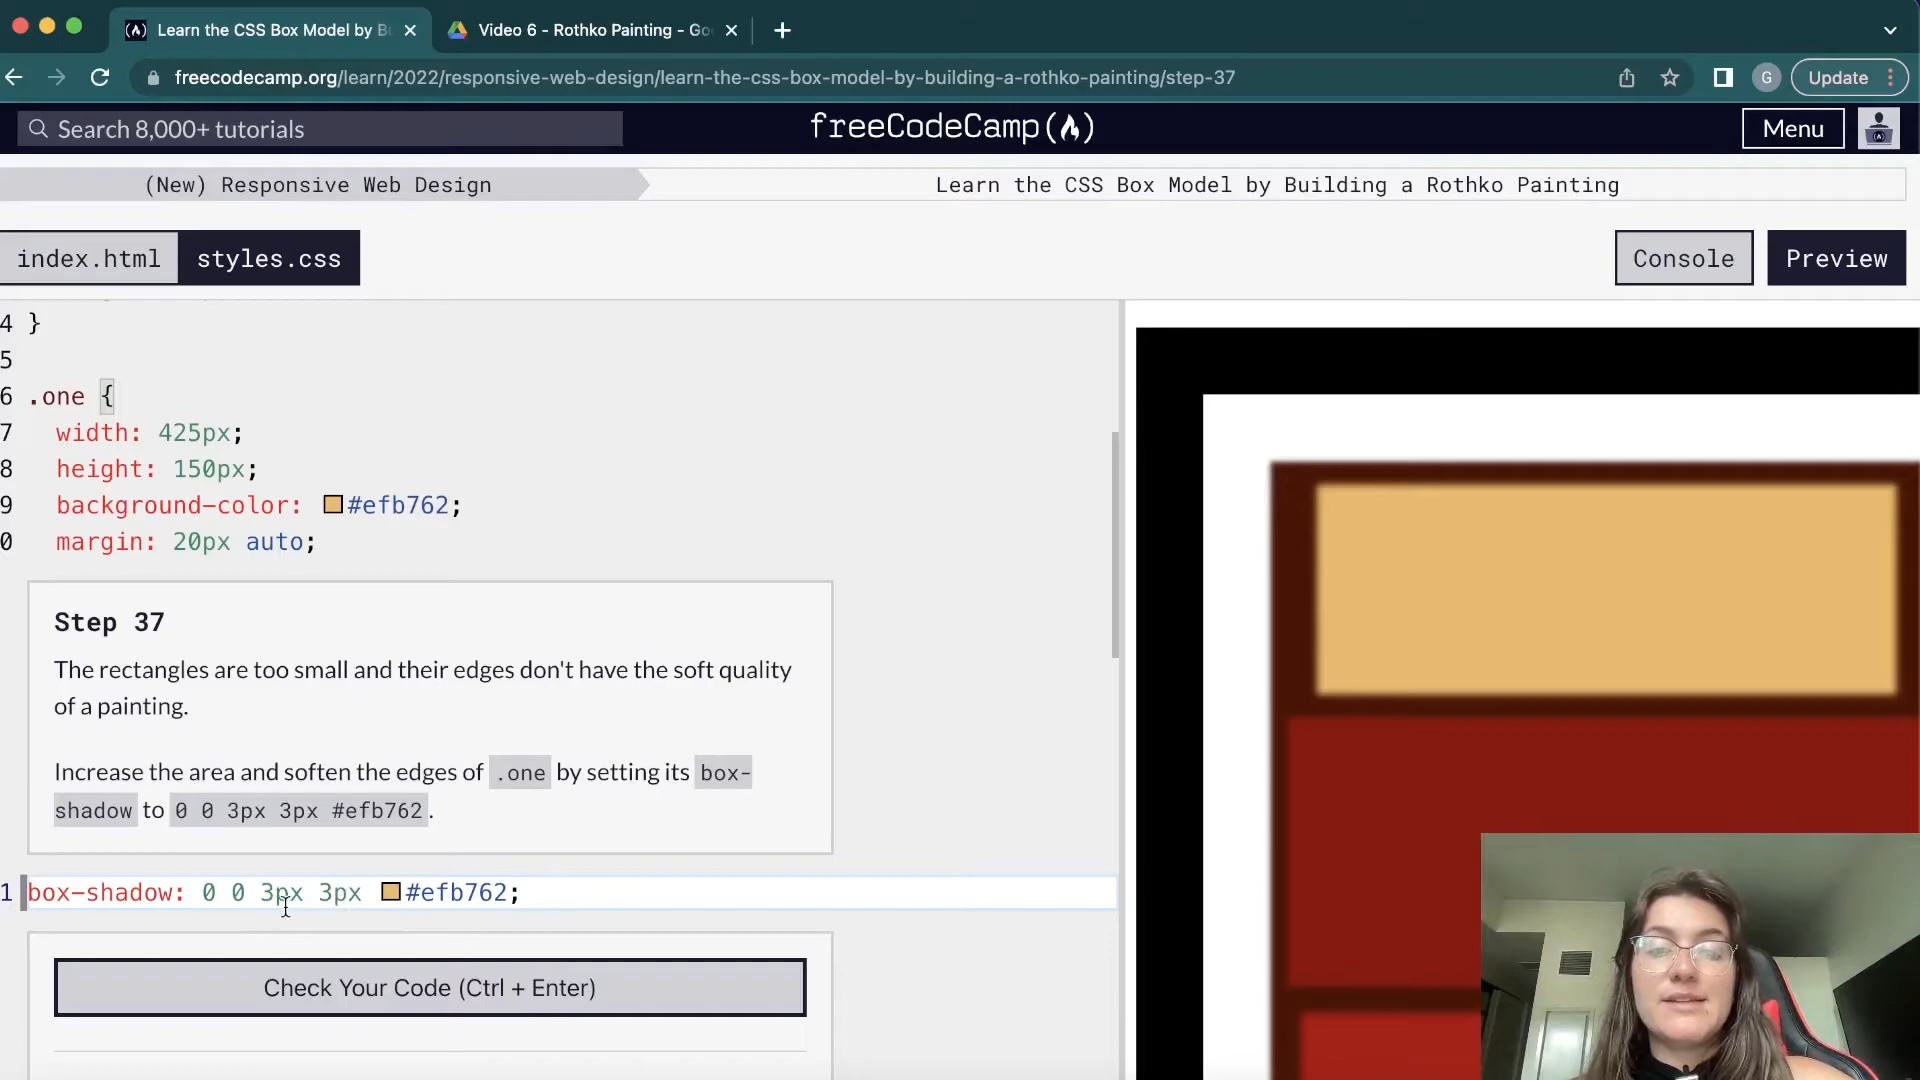 Learn the CSS Box Model by B
Video 6 - Rothko Painting - Go
freecodecamp.org/learn/2022/responsive-web-design/learn-the-css-box-model-by-building-a-rothko-painting/step-37
G
Update
Search 8,000+ tutorials
freeCodeCamp
Menu
(New) Responsive Web Design
Learn the CSS Box Model by Building a Rothko Painting
index.html
styles.css
Console
Preview
4 }
5
6 .one {
7 width: 425px;
8 height: 150px;
9 background-color: #efb762;
0 margin: 20px auto;
Step 37
The rectangles are too small and their edges don't have the soft quality
of a painting.
Increase the area and soften the edges of .one by setting its box-
shadow to 0 0 3px 3px #efb762.
1 box-shadow: 0 0 3px 3px #efb762;
Check Your Code (Ctrl + Enter)